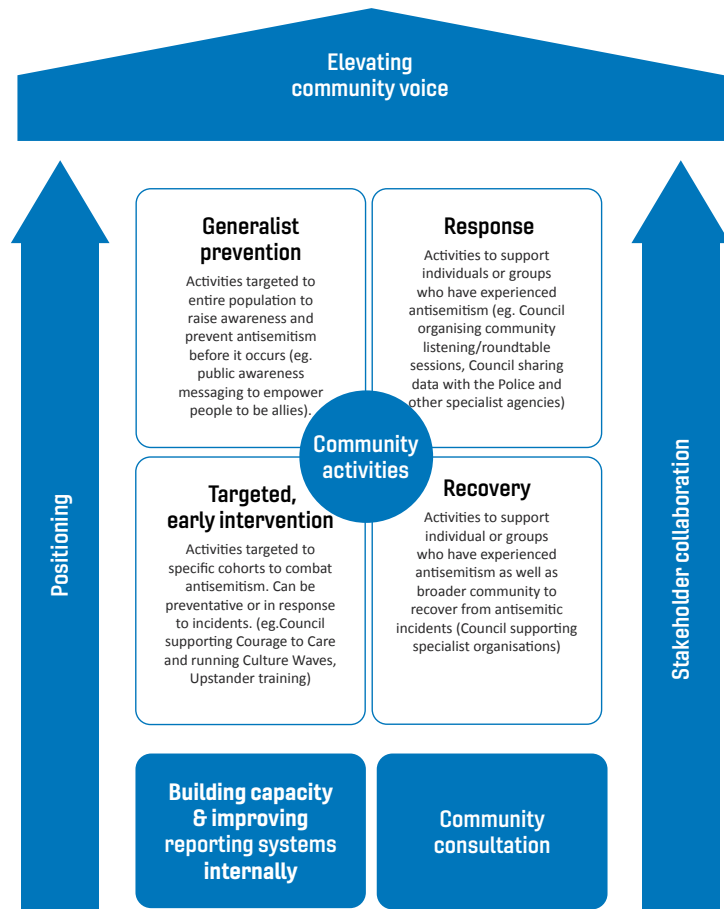 Elevating
community voice
Generalist
prevention
Activities targeted to
entire population to
raise awareness and
prevent antisemitism
before it occurs (eg.
public awareness
messaging to empower
people to be allies).
Response
Activities to support
individuals or groups
who have experienced
antisemitism (eg. Council
organising community
listening/roundtable
sessions, Council sharing
data with the Police and
other specialist agencies)
Community
activities
Targeted,
early intervention
Activities targeted to
specific cohorts to combat
antisemitism. Can be
preventative or in response
to incidents. (eg.Council
supporting Courage to Care
and running Culture Waves,
Upstander training)
Recovery
Activities to support
individual or groups
who have experienced
antisemitism as well as
broader community to
recover from antisemitic
incidents (Council supporting
specialist organisations)
Positioning
Stakeholder collaboration
Building capacity
& improving
reporting systems
internally
Community
consultation